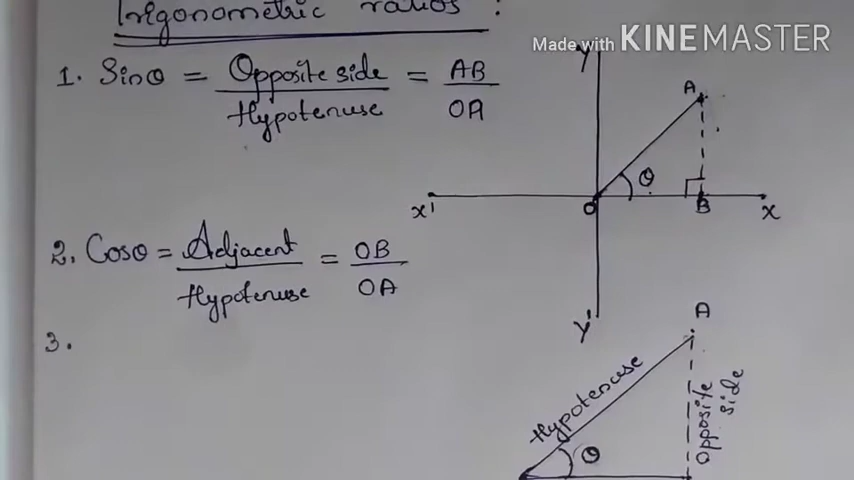 Trigonometric ratios :
Made with KINEMASTER
1. Sinθ = Opposite side / Hypotenuse = AB / OA
Y
A
θ
X'
O
B
X
2. Cosθ = Adjacent / Hypotenuse = OB / OA
Y'
3.
A
Hypotenuse
Opposite side
θ